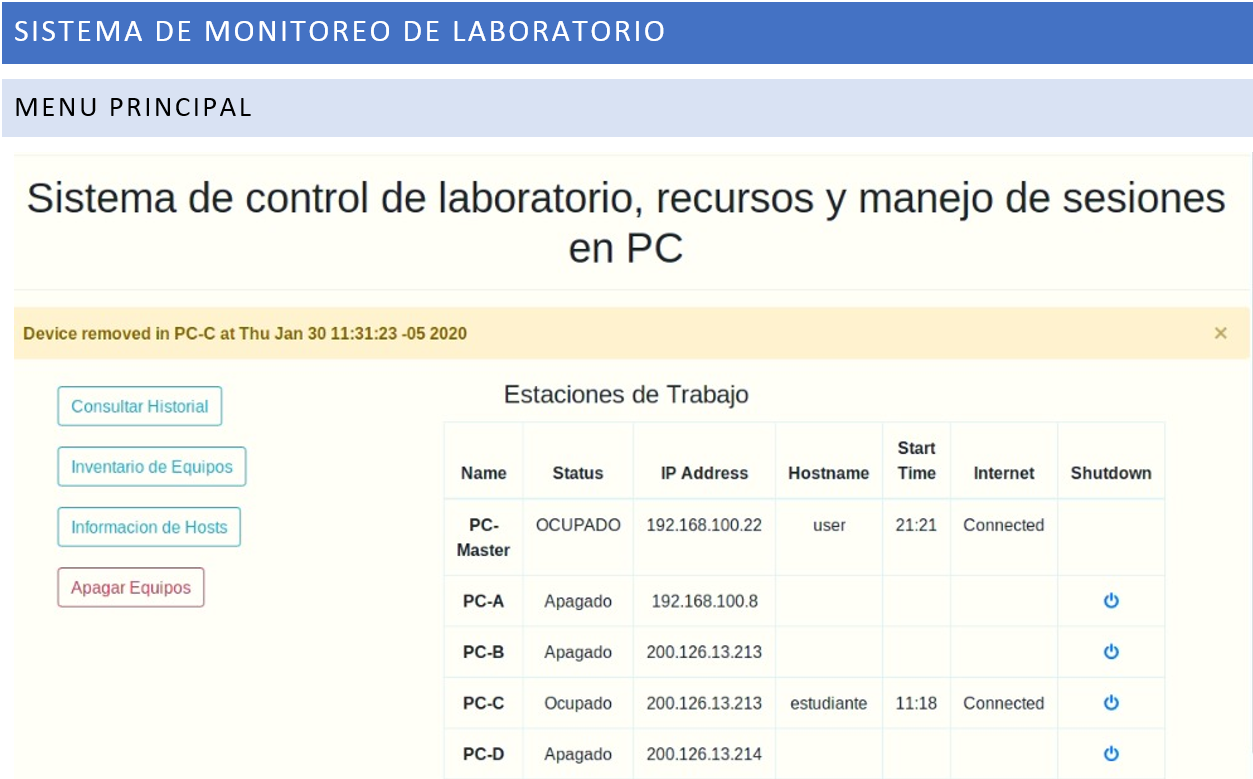 SISTEMA DE MONITOREO DE LABORATORIO
MENU PRINCIPAL
Sistema de control de laboratorio, recursos y manejo de sesiones
en PC
Device removed in PC-C at Thu Jan 30 11:31:23 -05 2020 ×
Consultar Historial
Inventario de Equipos
Informacion de Hosts
Apagar Equipos
Estaciones de Trabajo
Name Status IP Address Hostname Start Time Internet Shutdown
PC-Master OCUPADO 192.168.100.22 user 21:21 Connected
PC-A Apagado 192.168.100.8
PC-B Apagado 200.126.13.213
PC-C Ocupado 200.126.13.213 estudiante 11:18 Connected
PC-D Apagado 200.126.13.214